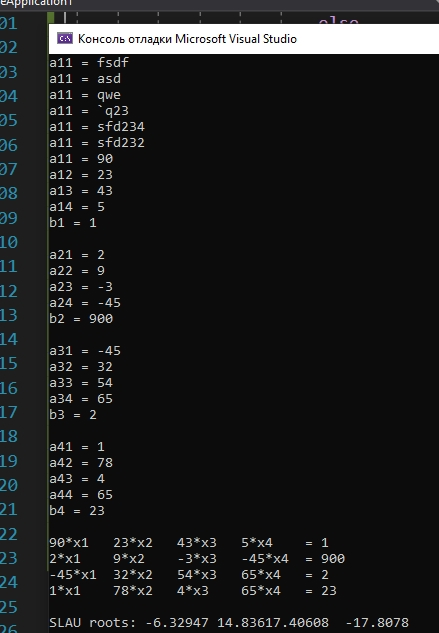 eApplication1
01
else
02
Консоль отладки Microsoft Visual Studio
03
a11 = fsdf
a11 = asd
04
a11 = qwe
a11 = `q23
05
a11 = sfd234
06
a11 = sfd232
a11 = 90
07
a12 = 23
08
a13 = 43
a14 = 5
09
b1 = 1
10
a21 = 2
11
a22 = 9
12
a23 = -3
a24 = -45
13
b2 = 900
14
a31 = -45
15
a32 = 32
16
a33 = 54
a34 = 65
17
b3 = 2
18
a41 = 1
19
a42 = 78
20
a43 = 4
a44 = 65
21
b4 = 23
22
90*x1 23*x2 43*x3 5*x4 = 1
23
2*x1 9*x2 -3*x3 -45*x4 = 900
24
-45*x1 32*x2 54*x3 65*x4 = 2
1*x1 78*x2 4*x3 65*x4 = 23
25
SLAU roots: -6.32947 14.83617.40608 -17.8078
26